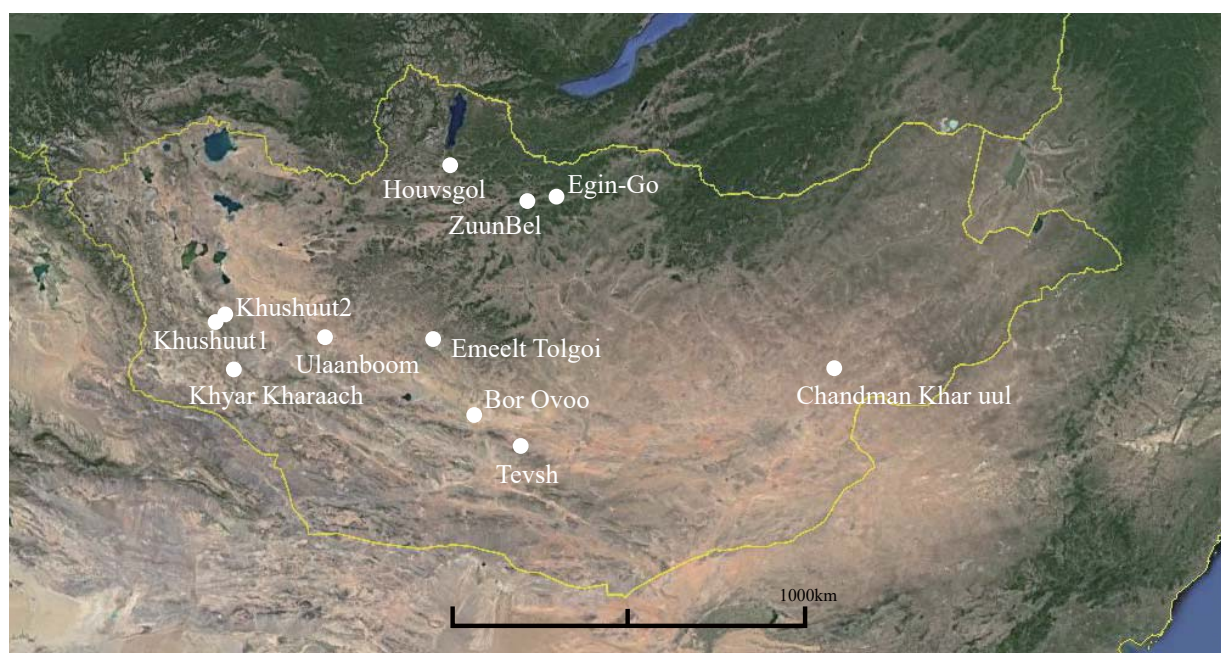 Houvsgol
Egin-Go
ZuunBel
Khushuut2
Khushuut1
Ulaanboom
Emeelt Tolgoi
Khyar Kharaach
Chandman Khar uul
Bor Ovoo
Tevsh
1000km